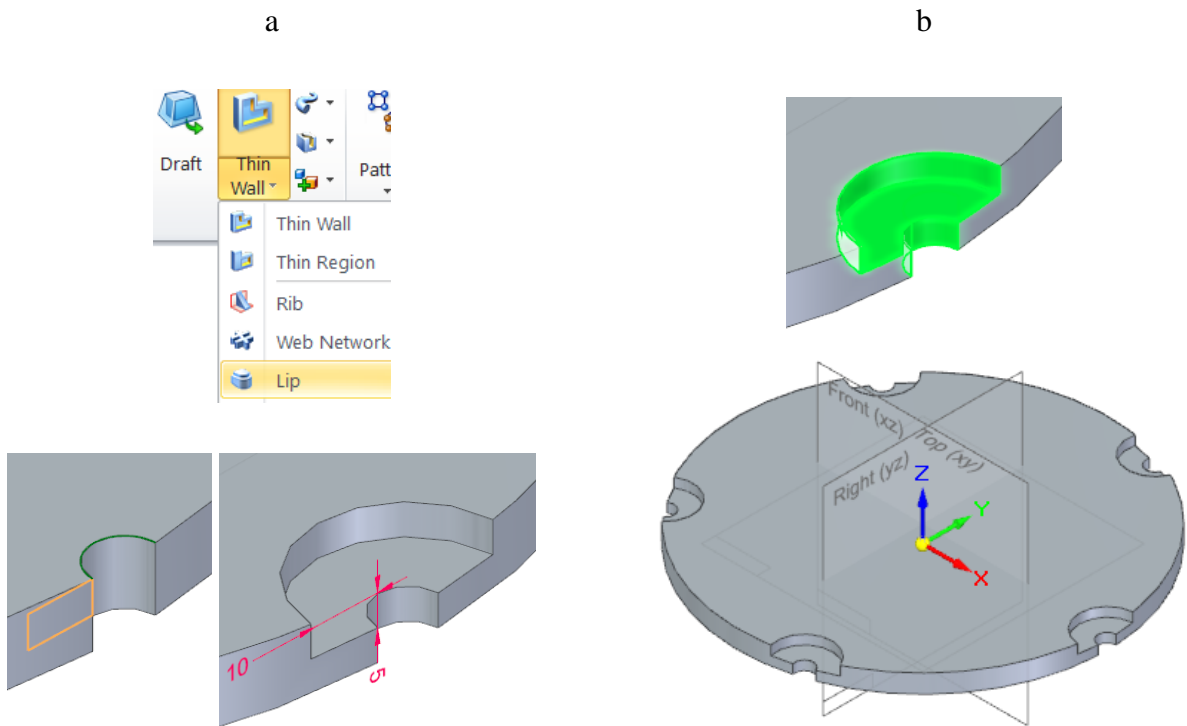 a
b
Draft
Thin
Wall
Patt
Thin Wall
Thin Region
Rib
Web Network
Lip
10
5
Front (xz)
Top (xy)
Right (yz)
Z
Y
X